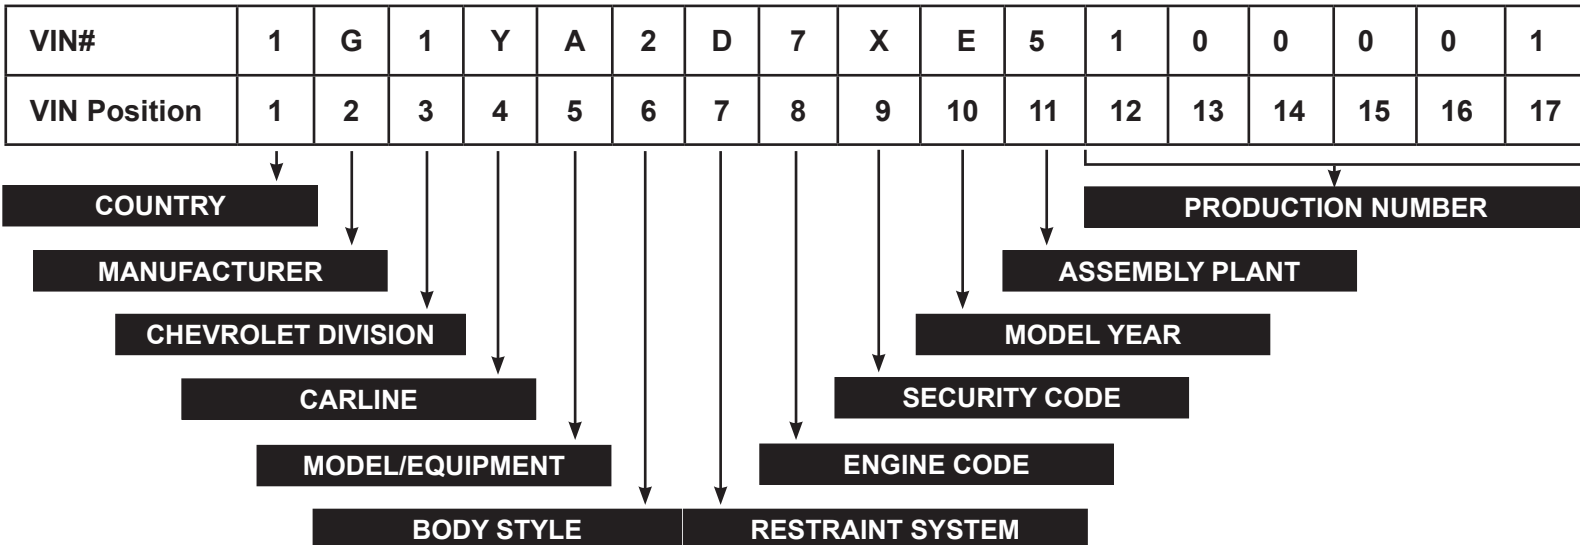 VIN# 1 G 1 Y A 2 D 7 X E 5 1 0 0 0 0 1
VIN Position 1 2 3 4 5 6 7 8 9 10 11 12 13 14 15 16 17
COUNTRY PRODUCTION NUMBER
MANUFACTURER ASSEMBLY PLANT
CHEVROLET DIVISION MODEL YEAR
CARLINE SECURITY CODE
MODEL/EQUIPMENT ENGINE CODE
BODY STYLE RESTRAINT SYSTEM